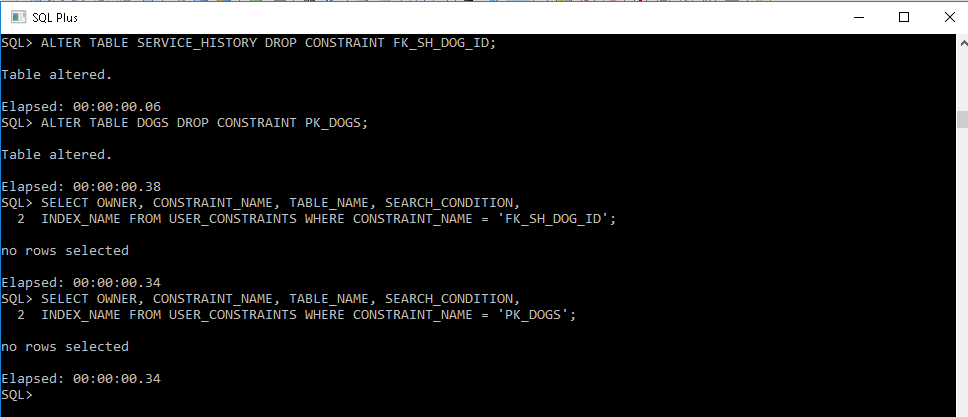 SQL Plus
SQL> ALTER TABLE SERVICE_HISTORY DROP CONSTRAINT FK_SH_DOG_ID;
Table altered.
Elapsed: 00:00:00.06
SQL> ALTER TABLE DOGS DROP CONSTRAINT PK_DOGS;
Table altered.
Elapsed: 00:00:00.38
SQL> SELECT OWNER, CONSTRAINT_NAME, TABLE_NAME, SEARCH_CONDITION,
  2  INDEX_NAME FROM USER_CONSTRAINTS WHERE CONSTRAINT_NAME = 'FK_SH_DOG_ID';
no rows selected
Elapsed: 00:00:00.34
SQL> SELECT OWNER, CONSTRAINT_NAME, TABLE_NAME, SEARCH_CONDITION,
  2  INDEX_NAME FROM USER_CONSTRAINTS WHERE CONSTRAINT_NAME = 'PK_DOGS';
no rows selected
Elapsed: 00:00:00.34
SQL>